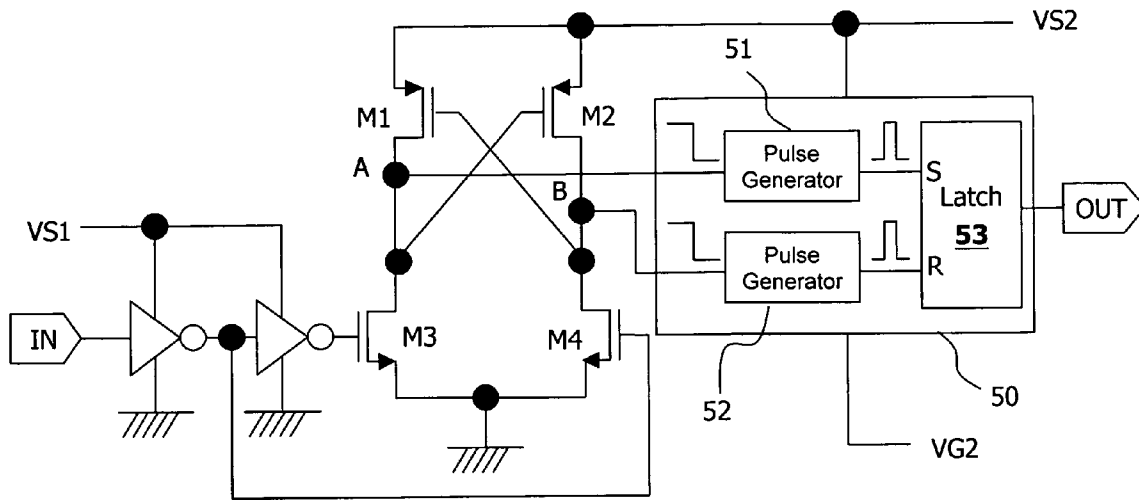 VS2
51
M1
M2
Pulse
Generator
A
S
B
Latch
53
OUT
VS1
Pulse
Generator
R
IN
M3
M4
52
50
VG2